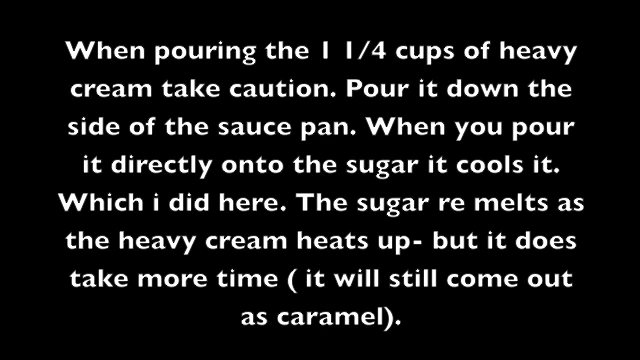 When pouring the 1 1/4 cups of heavy
cream take caution. Pour it down the
side of the sauce pan. When you pour
it directly onto the sugar it cools it.
Which i did here. The sugar re melts as
the heavy cream heats up- but it does
take more time ( it will still come out
as caramel).